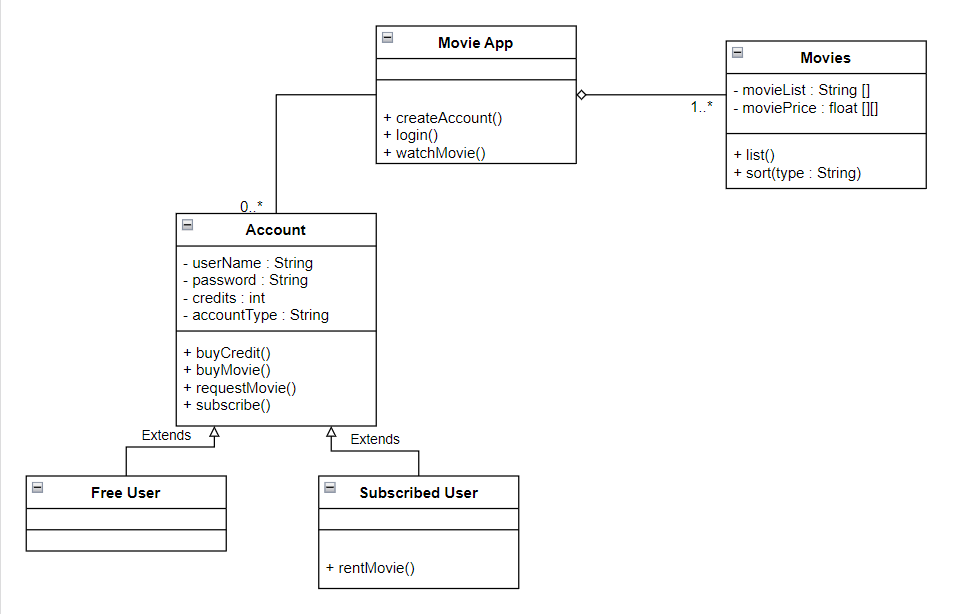 Movie App
+ createAccount()
+ login()
+ watchMovie()
1..*
Movies
- movieList : String []
- moviePrice : float [][]
+ list()
+ sort(type : String)
0..*
Account
- userName : String
- password : String
- credits : int
- accountType : String
+ buyCredit()
+ buyMovie()
+ requestMovie()
+ subscribe()
Extends
Extends
Free User
Subscribed User
+ rentMovie()